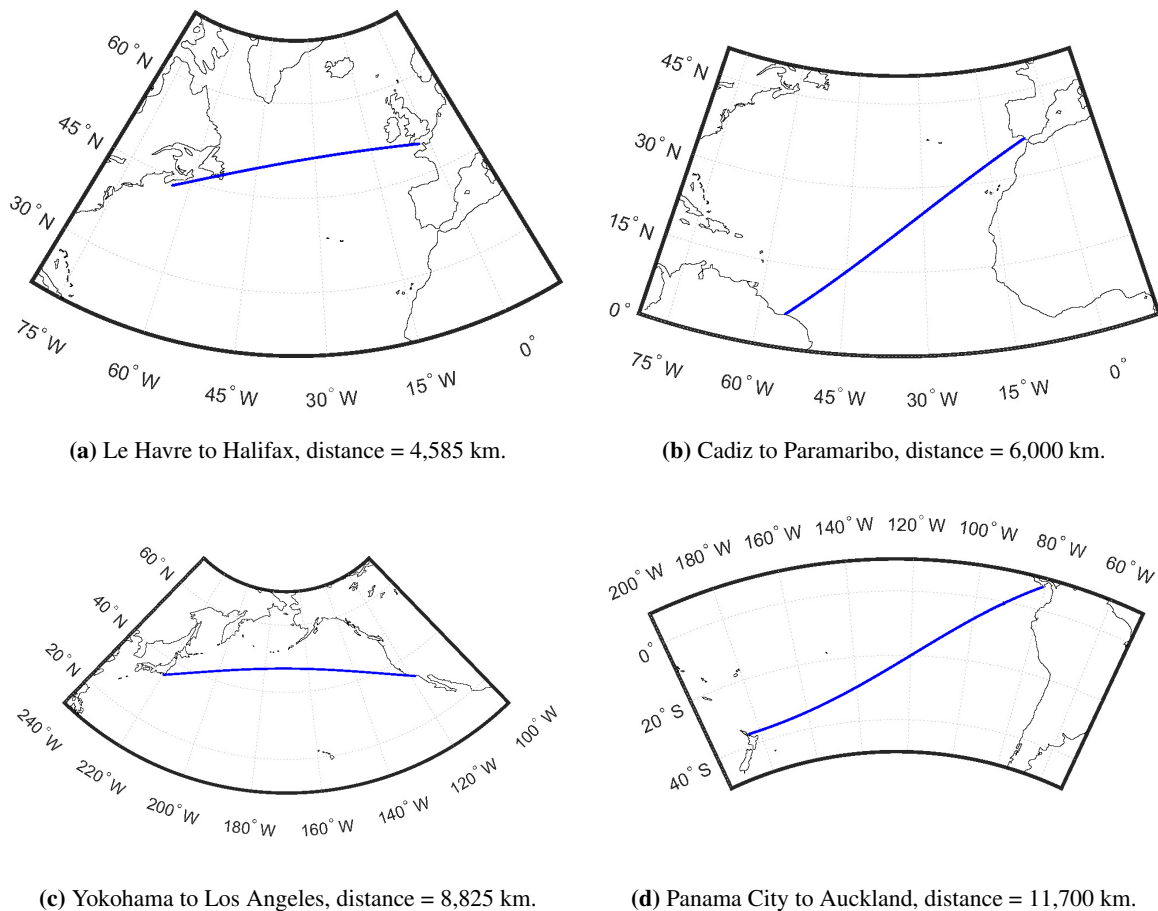 60° N
45° N
30° N
75° W
60° W
45° W
30° W
15° W
0°
(a) Le Havre to Halifax, distance = 4,585 km.
45° N
30° N
15° N
0°
75° W
60° W
45° W
30° W
15° W
0°
(b) Cadiz to Paramaribo, distance = 6,000 km.
60° N
40° N
20° N
240° W
220° W
200° W
180° W
160° W
140° W
120° W
100° W
(c) Yokohama to Los Angeles, distance = 8,825 km.
200° W
180° W
160° W
140° W
120° W
100° W
80° W
60° W
0°
20° S
40° S
(d) Panama City to Auckland, distance = 11,700 km.